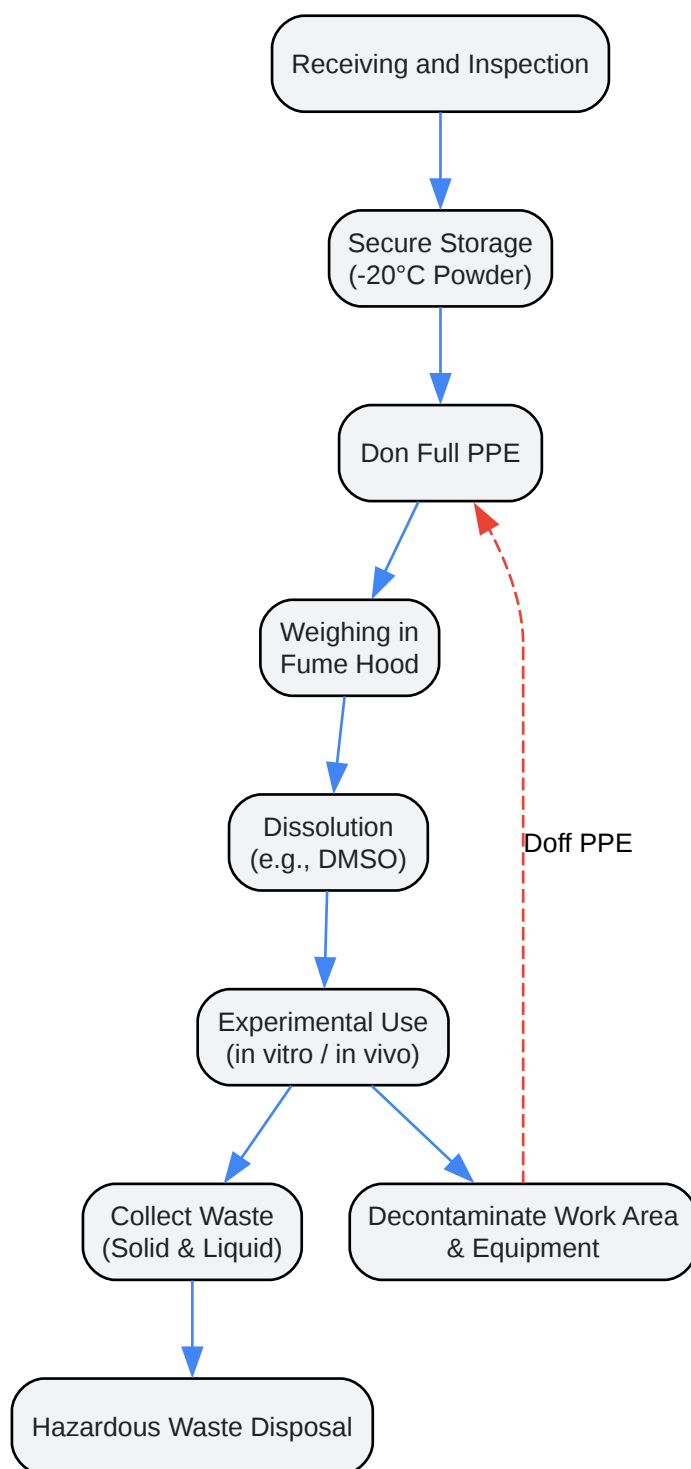 Receiving and Inspection
Secure Storage
(-20°C Powder)
Don Full PPE
Weighing in
Fume Hood
Dissolution
(e.g., DMSO)
Doff PPE
Experimental Use
(in vitro / in vivo)
Collect Waste
(Solid & Liquid)
Decontaminate Work Area
& Equipment
Hazardous Waste Disposal